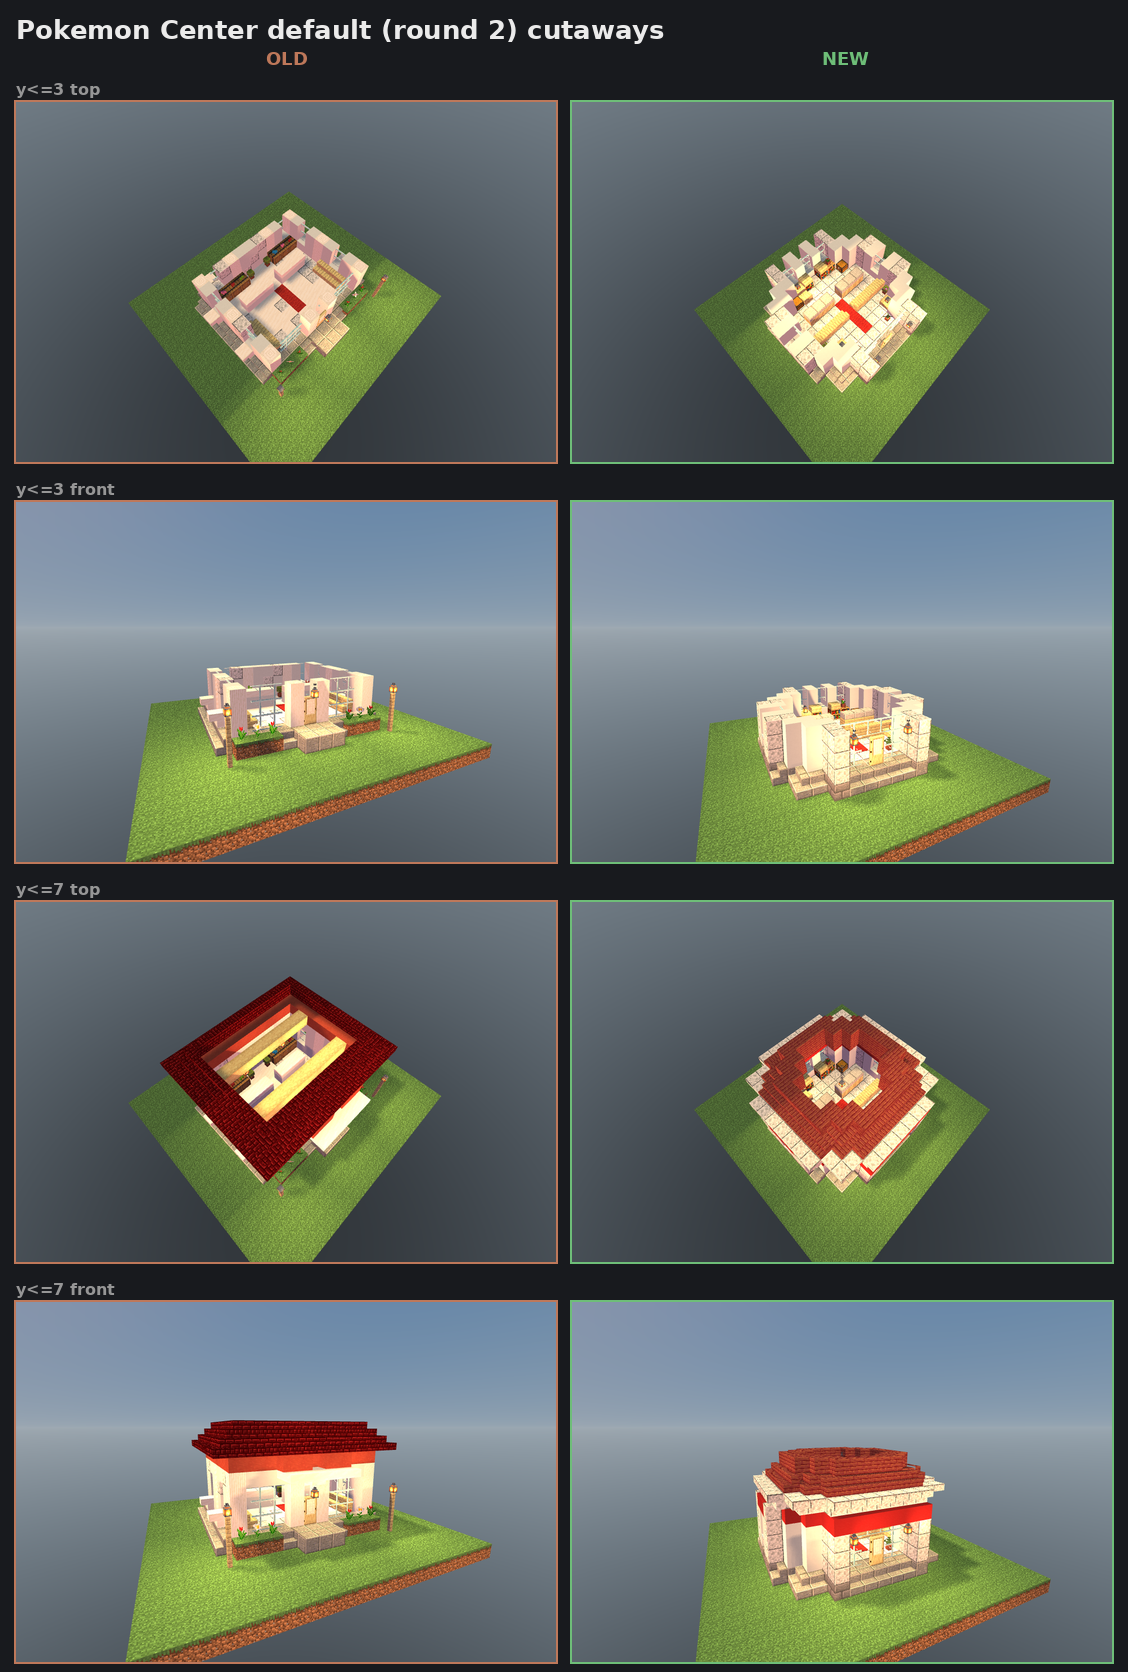 Pokemon Center default (round 2) cutaways
OLD
NEW
y<=3 top
y<=3 front
y<=7 top
y<=7 front